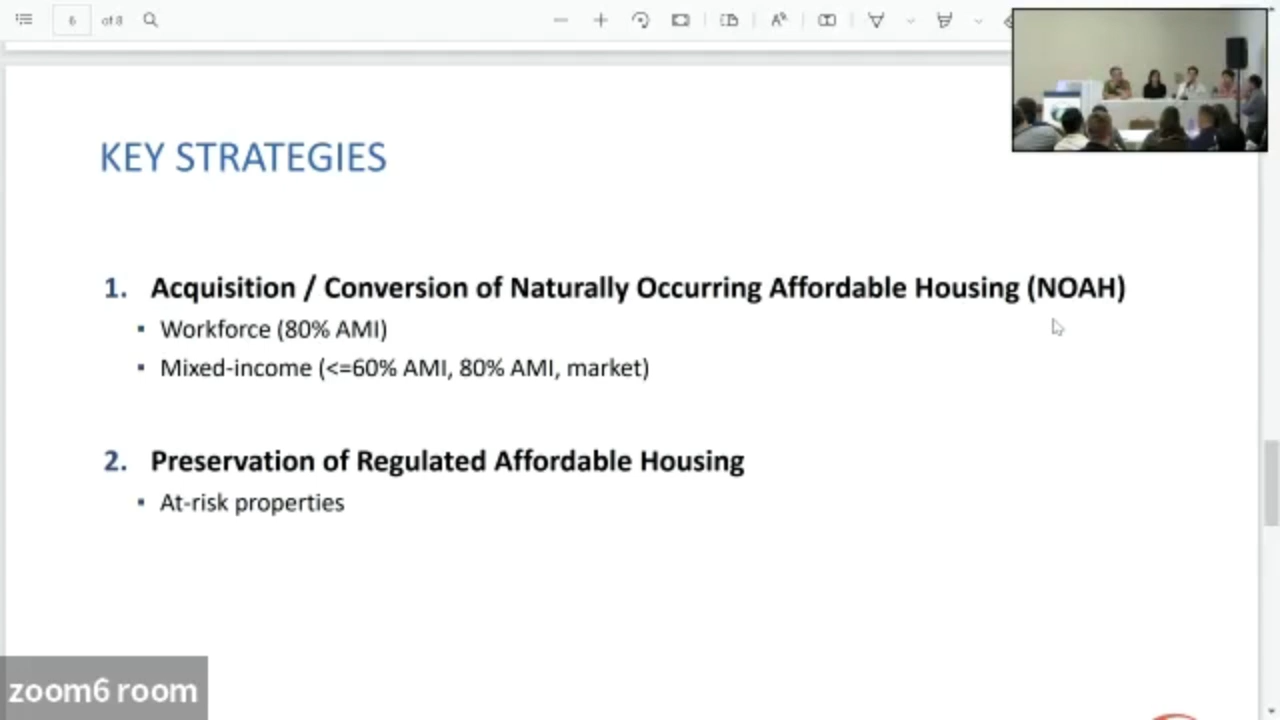 6 of 8
KEY STRATEGIES
1. Acquisition / Conversion of Naturally Occurring Affordable Housing (NOAH)
▪ Workforce (80% AMI)
▪ Mixed-income (<=60% AMI, 80% AMI, market)
2. Preservation of Regulated Affordable Housing
▪ At-risk properties
zoom6 room